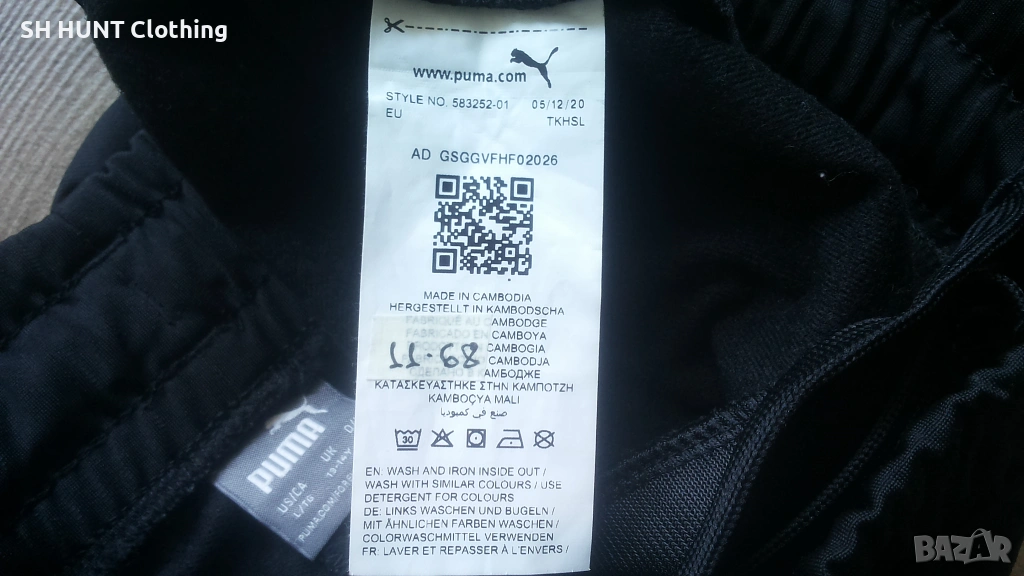 SH HUNT Clothing
www.puma.com
STYLE NO. 583252-01 05/12/20
EU TKHSL
AD GSGGVFHF02026
MADE IN CAMBODIA
HERGESTELLT IN KAMBODSCHA
FABRIQUÉ AU CAMBODGE
FABRICADO EN CAMBOYA
CAMBOGIA
11-68 CAMBODJA
СДЕЛАНО В КАМБОДЖЕ
ΚΑΤΑΣΚΕΥΑΣΤΗΚΕ ΣΤΗΝ ΚΑΜΠΟΤΖΗ
KAMBOÇYA MALI
صنع في كمبوديا
30
EN: WASH AND IRON INSIDE OUT /
WASH WITH SIMILAR COLOURS / USE
DETERGENT FOR COLOURS
DE: LINKS WASCHEN UND BUGELN /
MIT ÄHNLICHEN FARBEN WASCHEN /
COLORWASCHMITTEL VERWENDEN
FR: LAVER ET REPASSER À L'ENVERS /
PUMA
US/CA UK
L/TG
BAZAR